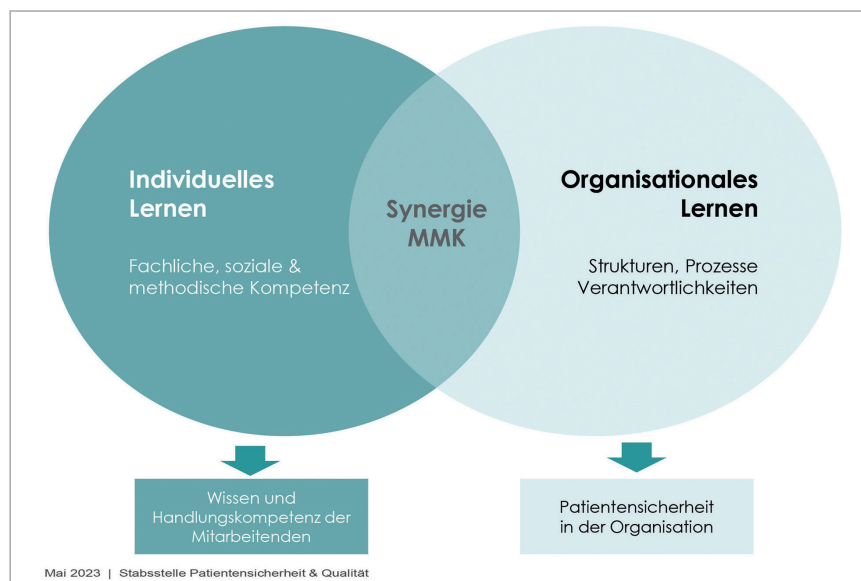 Individuelles
Lernen
Fachliche, soziale &
methodische Kompetenz
Synergie
MMK
Organisationales
Lernen
Strukturen, Prozesse
Verantwortlichkeiten
Wissen und
Handlungskompetenz der
Mitarbeitenden
Patientensicherheit
in der Organisation
Mai 2023 | Stabsstelle Patientensicherheit & Qualität